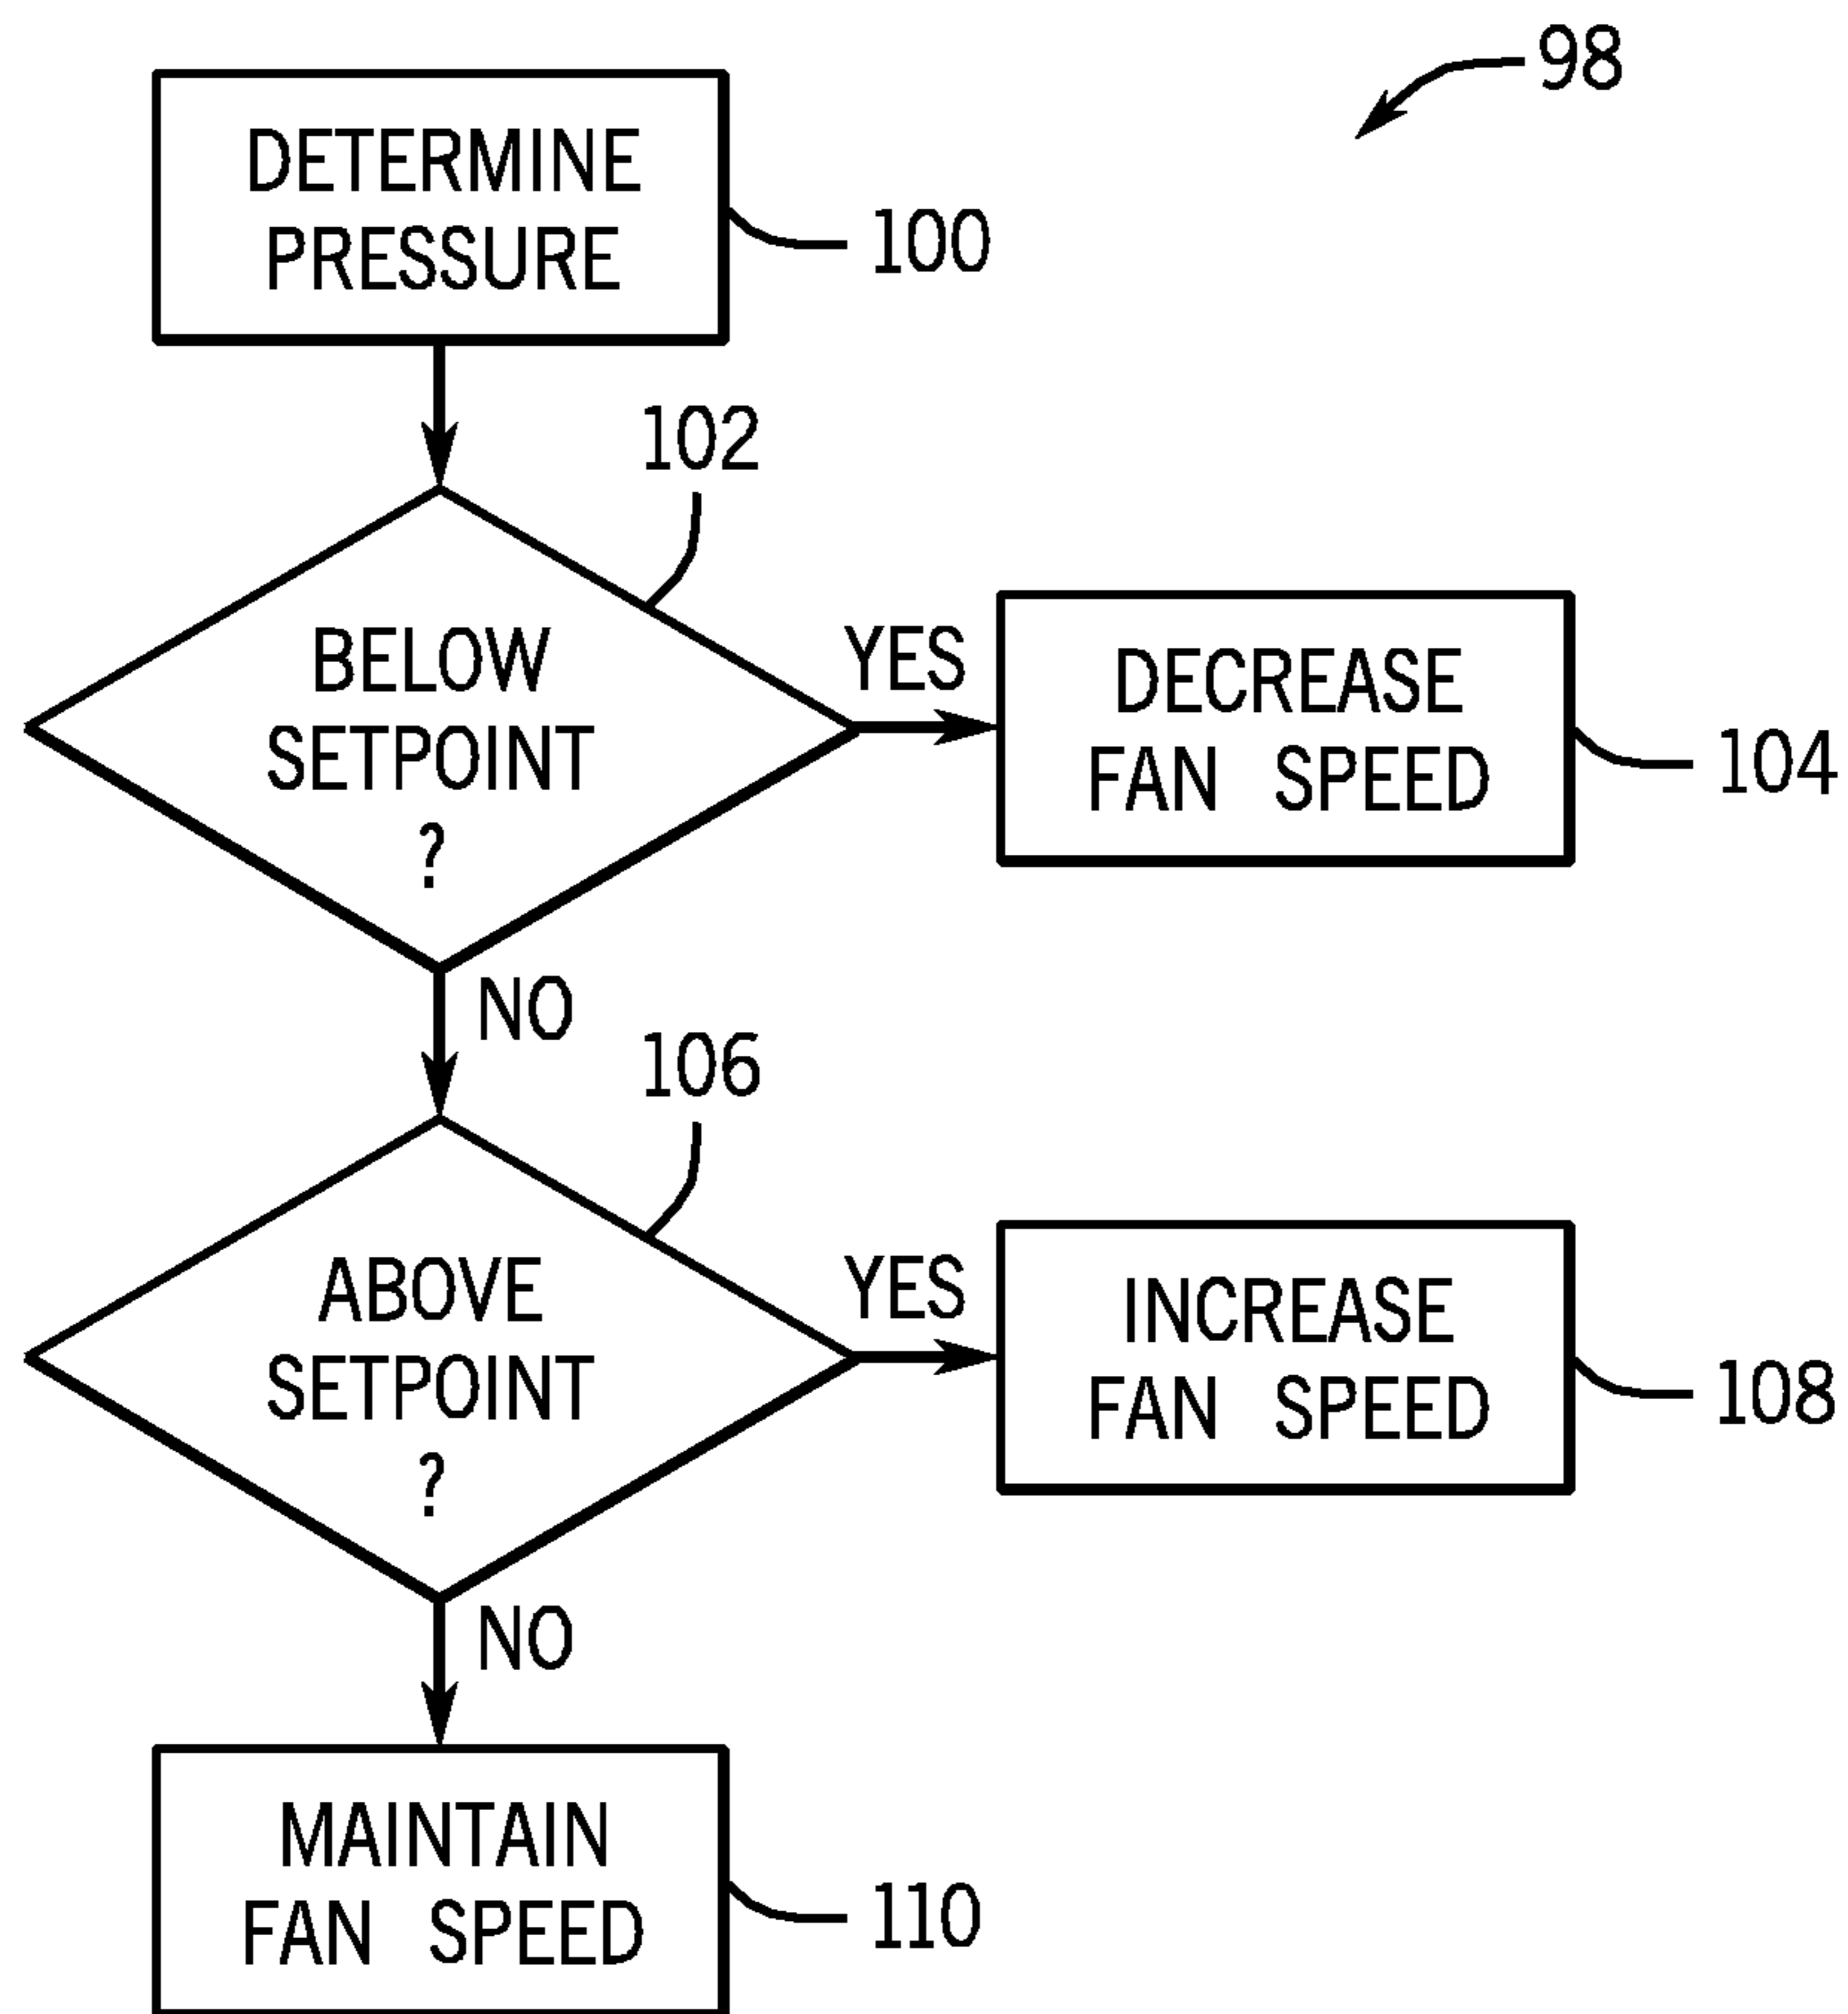 98
DETERMINE
PRESSURE
100
102
BELOW
SETPOINT
?
YES
DECREASE
FAN SPEED
104
NO
106
ABOVE
SETPOINT
?
YES
INCREASE
FAN SPEED
108
NO
MAINTAIN
FAN SPEED
110